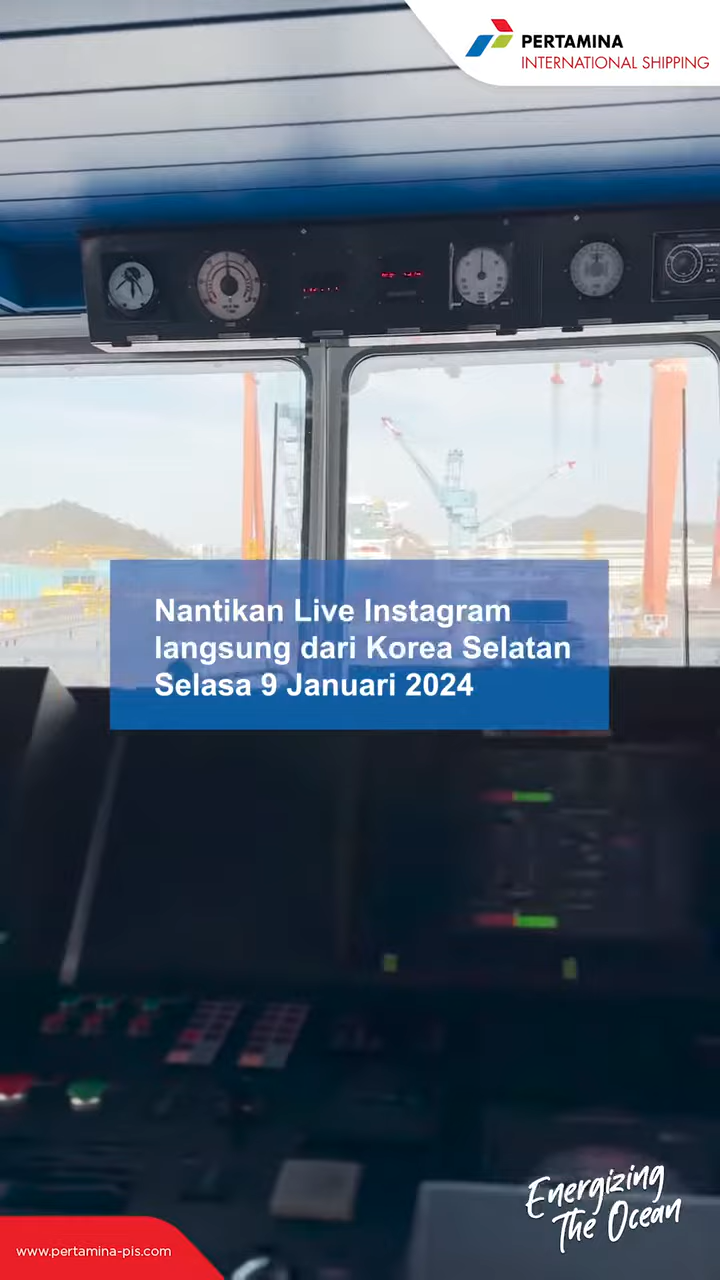 PERTAMINA
INTERNATIONAL SHIPPING
Nantikan Live Instagram
langsung dari Korea Selatan
Selasa 9 Januari 2024
Energizing
The Ocean
www.pertamina-pis.com